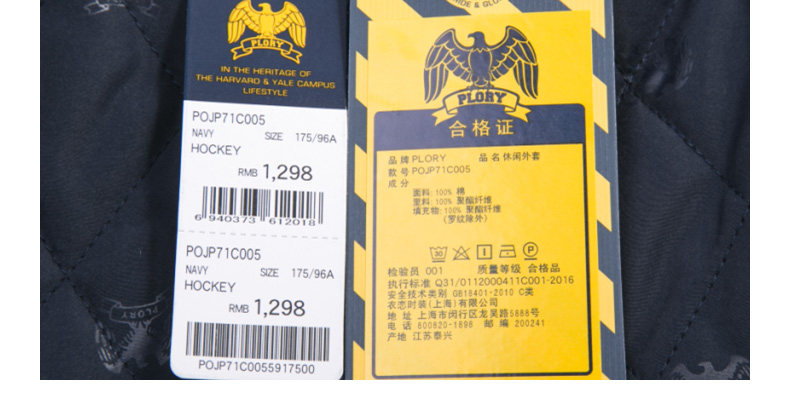 PLORY
IN THE HERITAGE OF
THE HARVARD & YALE CAMPUS
LIFESTYLE
POJP71C005
NAVY SIZE 175/96A
HOCKEY
RMB 1,298
6 940373 612018
POJP71C005
NAVY SIZE 175/96A
HOCKEY
RMB 1,298
POJP71C0055917500
PLORY
合格证
品牌 PLORY 品名 休闲外套
款号 POJP71C005
成分
面料: 100% 棉
里料: 100% 聚酯纤维
填充物: 100% 聚酯纤维
(罗纹除外)
30 P
检验员 001 质量等级 合格品
执行标准 Q31/0112000411C001-2016
安全技术类别 GB18401-2010 C类
衣恋时装(上海)有限公司
地址 上海市闵行区龙吴路5888号
电话 600820-1898 邮编 200241
产地 江苏泰兴
PLORY